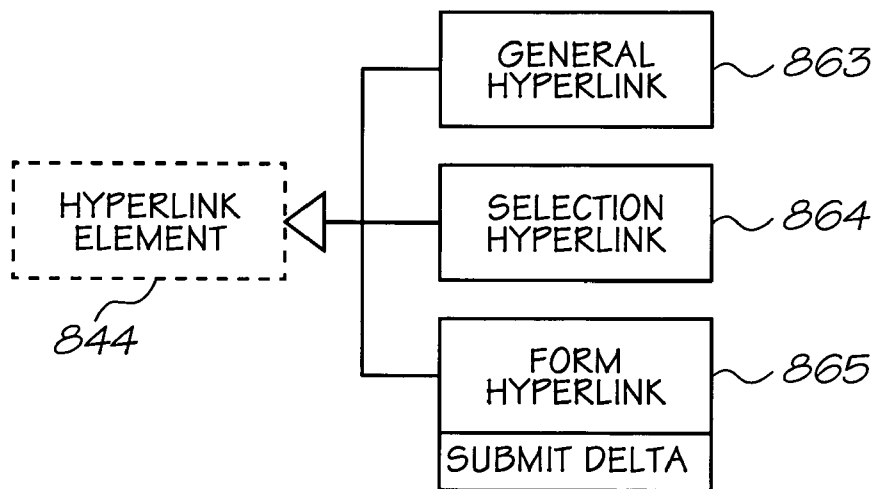 GENERAL
HYPERLINK
863
HYPERLINK
ELEMENT
844
SELECTION
HYPERLINK
864
FORM
HYPERLINK
865
SUBMIT DELTA